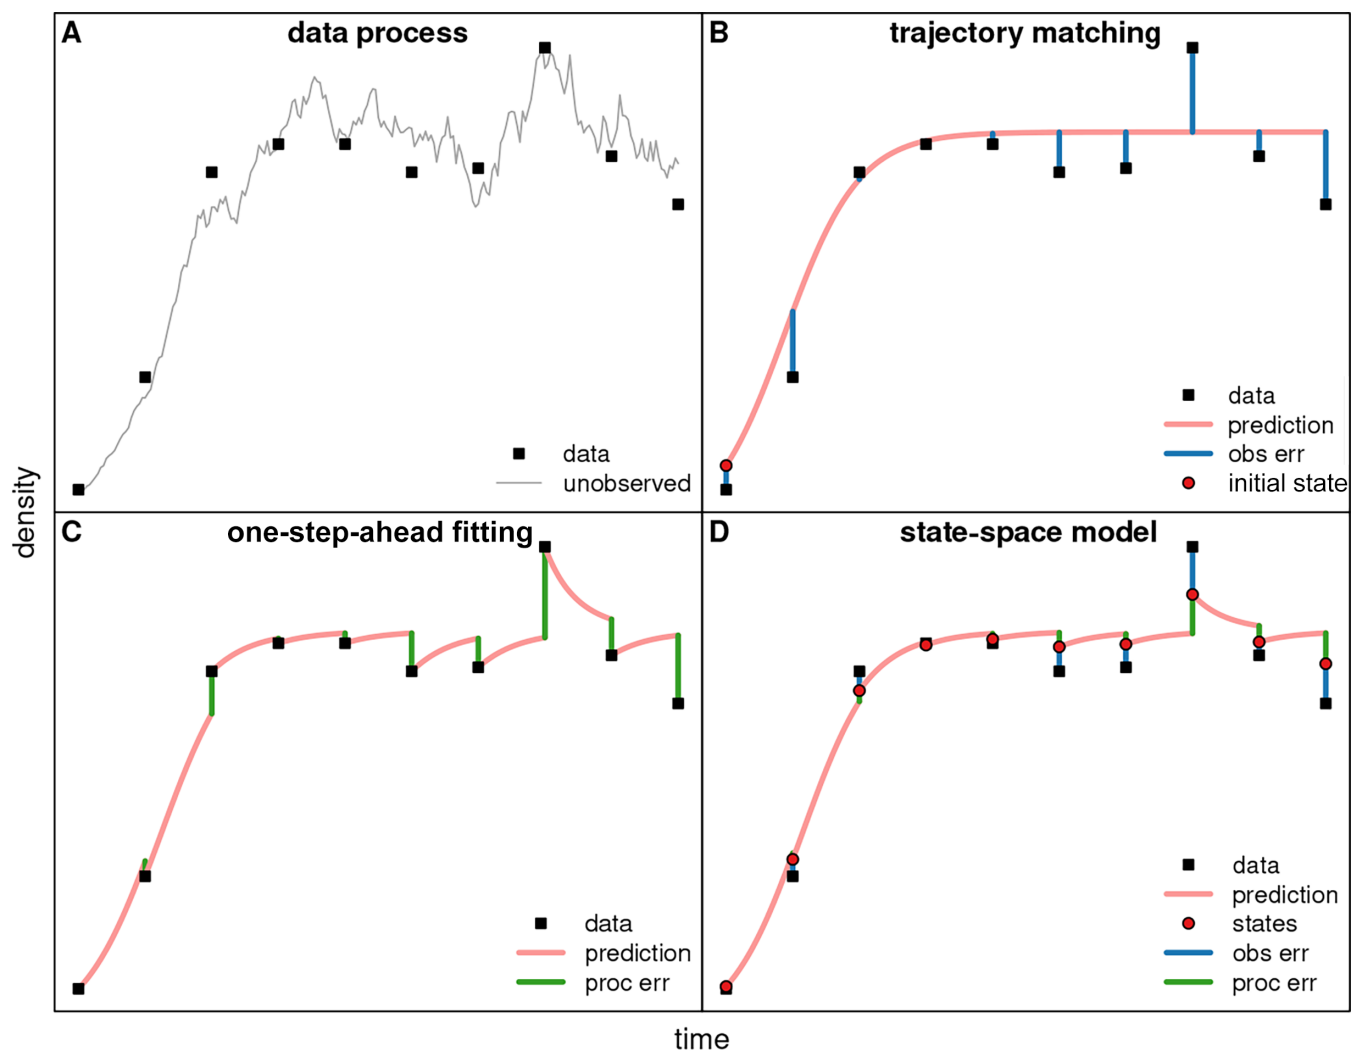 A data process
data
unobserved
B trajectory matching
data
prediction
obs err
initial state
C one-step-ahead fitting
data
prediction
proc err
D state-space model
data
prediction
states
obs err
proc err
density
time